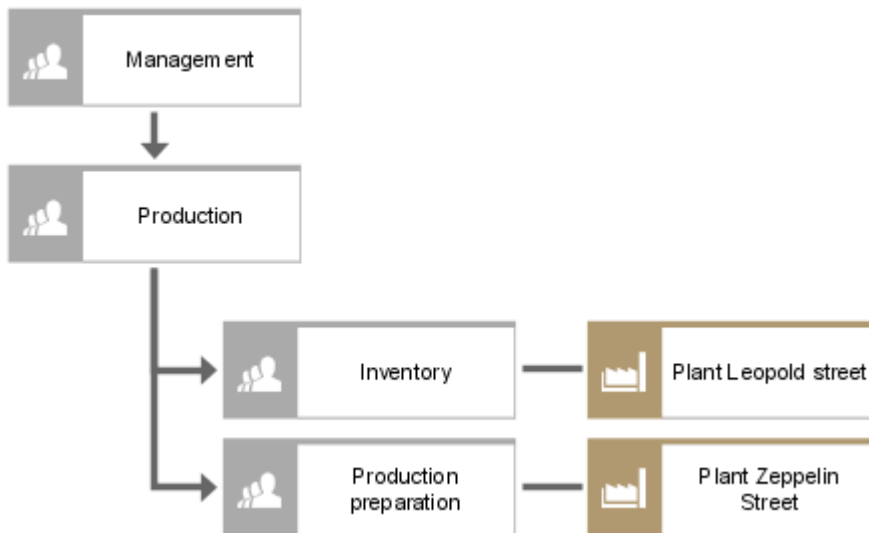 Management
Production
Inventory
Plant Leopold street
Production
preparation
Plant Zeppelin
Street